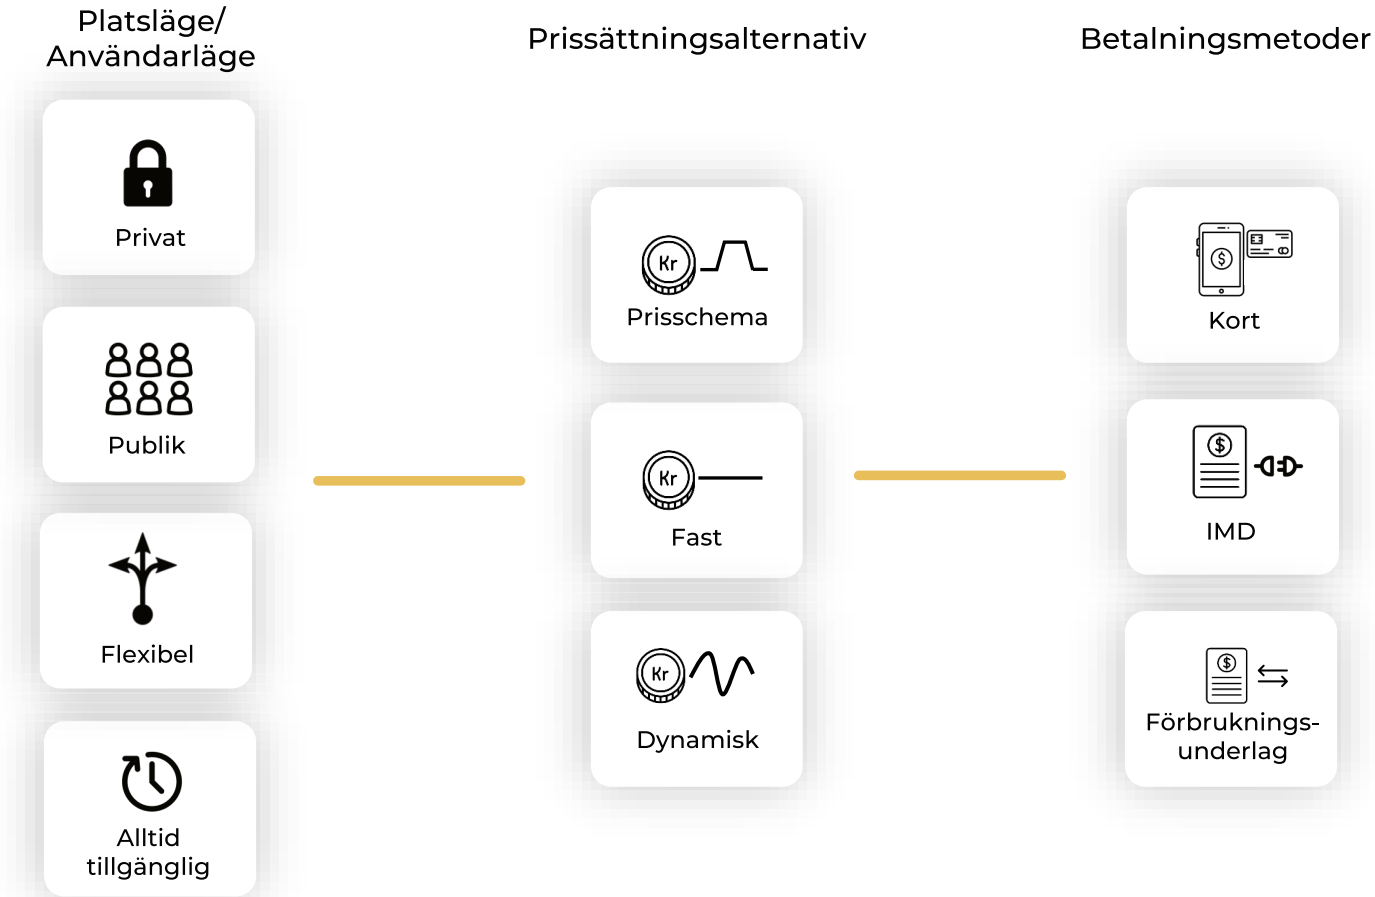 Platsläge/
Användarläge
Privat
Publik
Flexibel
Alltid
tillgänglig
Prissättningsalternativ
Kr
Prisschema
Kr
Fast
Kr
Dynamisk
Betalningsmetoder
$
Kort
$
IMD
$
Förbruknings-
underlag